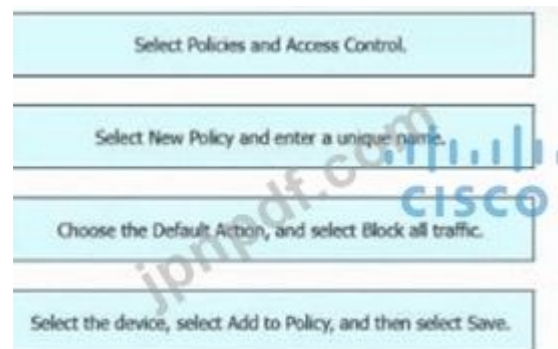 Select Policies and Access Control.
Select New Policy and enter a unique name.
CISCO
Choose the Default Action, and select Block all traffic.
jpnpdf.com
Select the device, select Add to Policy, and then select Save.